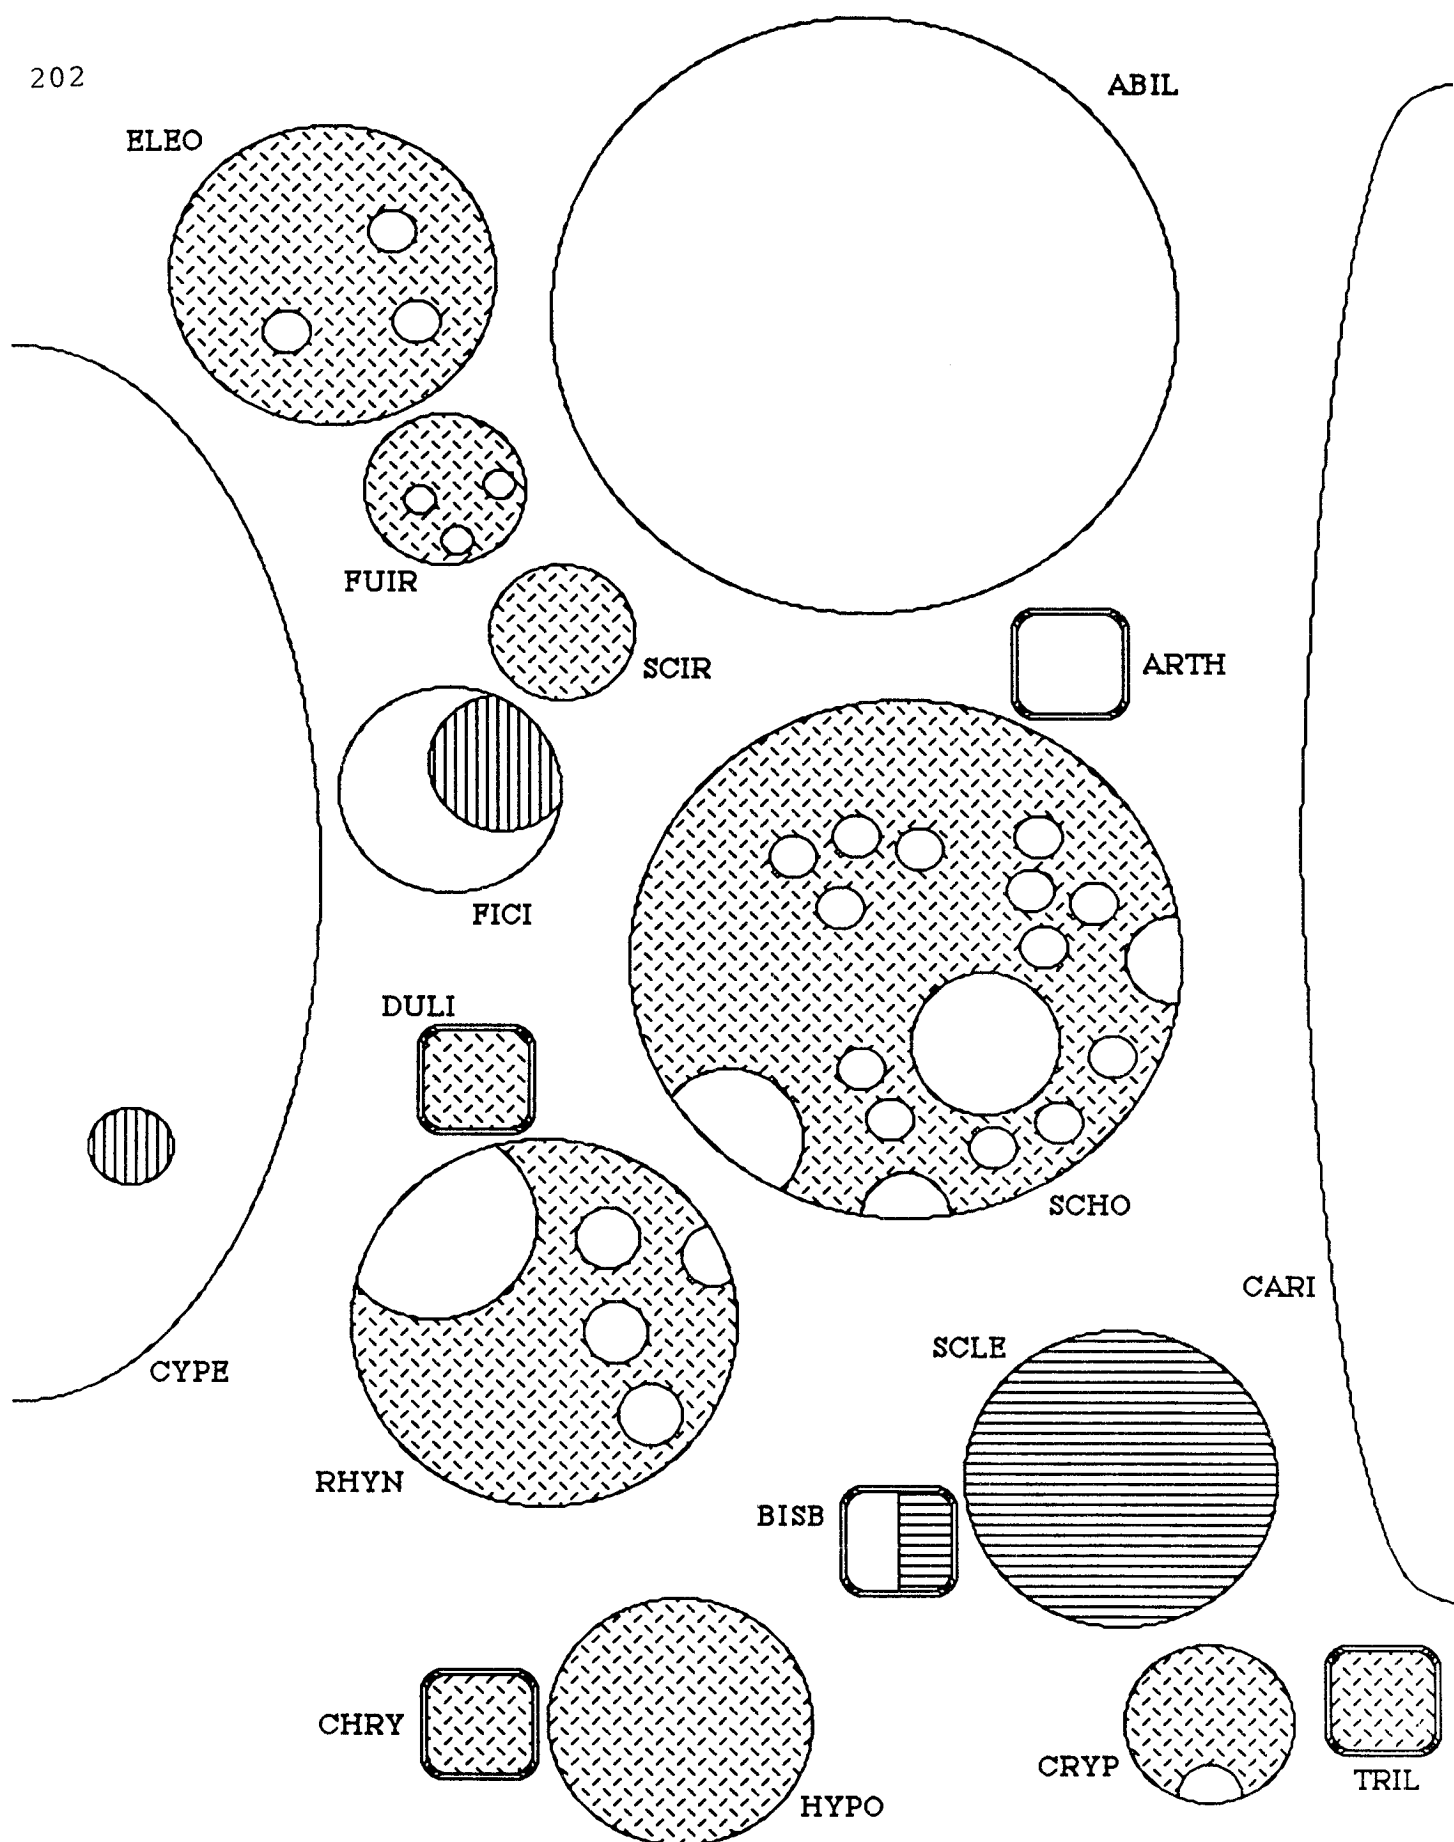 202
ABIL
ELEO
FUIR
SCIR
ARTH
FICI
DULI
SCHO
CARI
SCLE
CYPE
RHYN
BISB
CHRY
CRYP
TRIL
HYPO